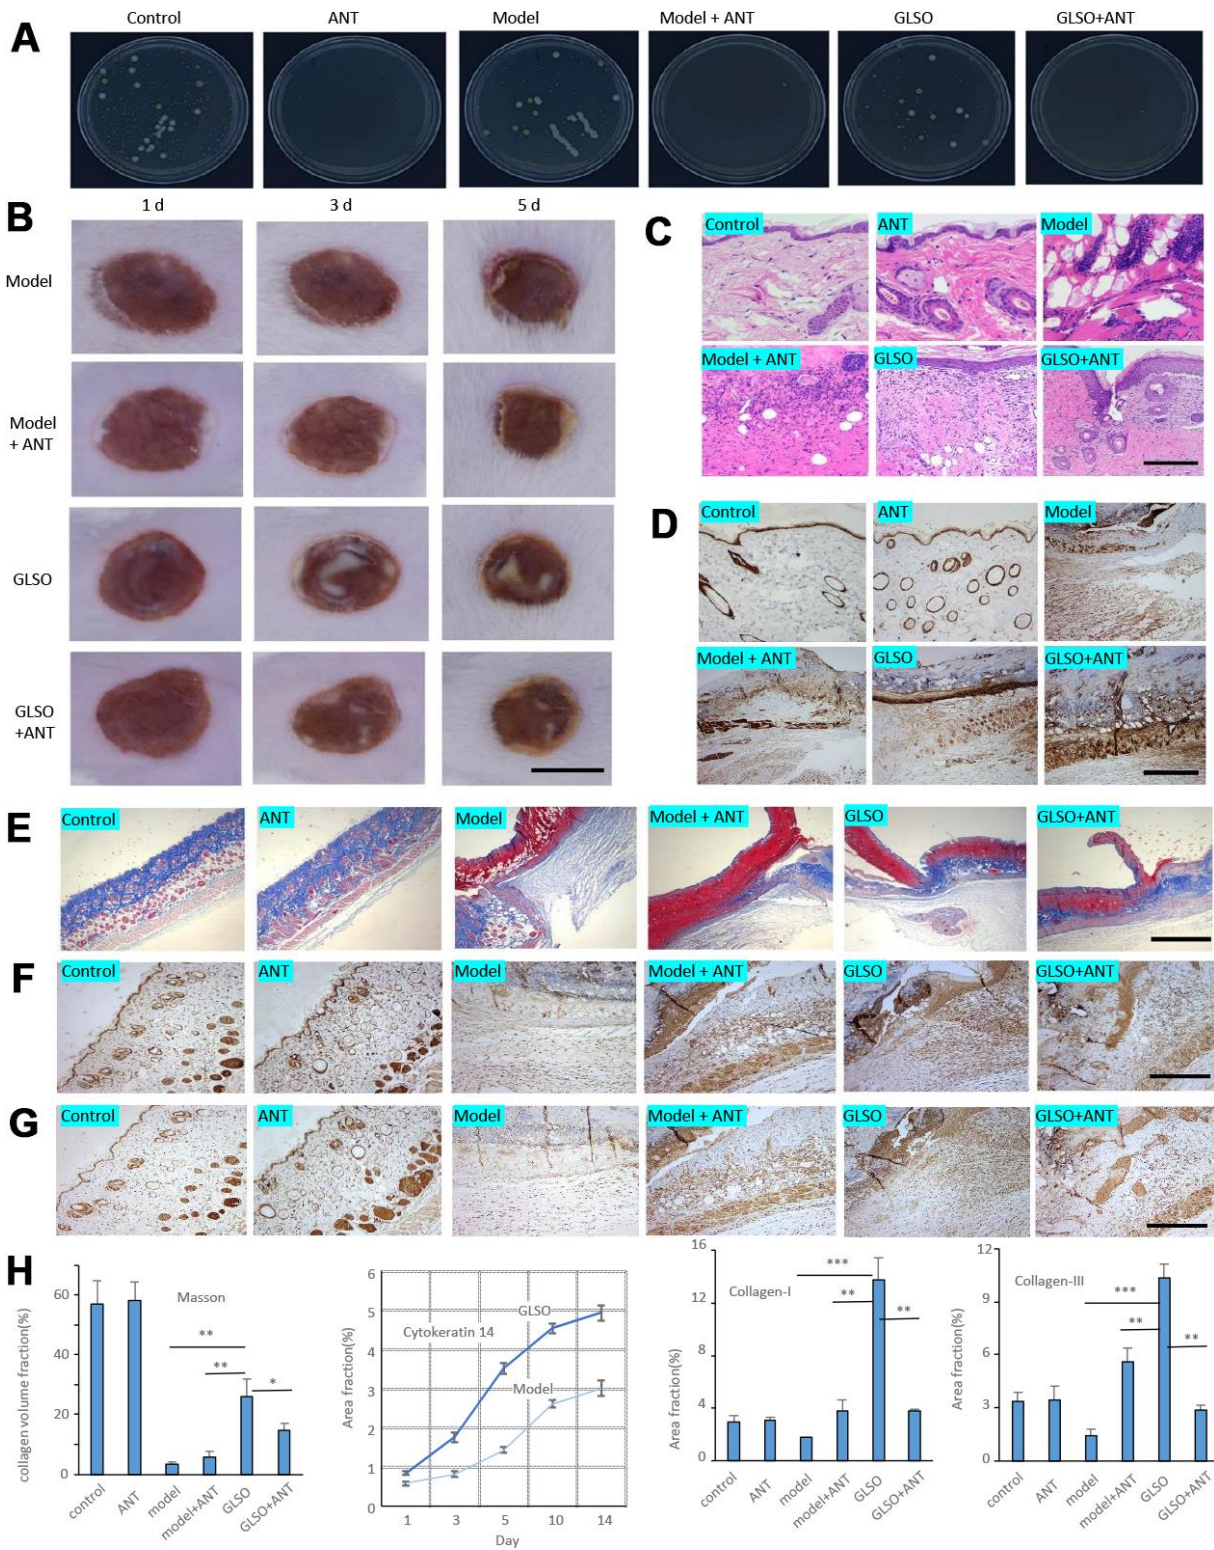 A
Control
ANT
Model
Model + ANT
GLSO
GLSO+ANT
B
1 d
3 d
5 d
Model
Model
+ ANT
GLSO
GLSO
+ANT
C
Control
ANT
Model
Model + ANT
GLSO
GLSO+ANT
D
Control
ANT
Model
Model + ANT
GLSO
GLSO+ANT
E
Control
ANT
Model
Model + ANT
GLSO
GLSO+ANT
F
Control
ANT
Model
Model + ANT
GLSO
GLSO+ANT
G
Control
ANT
Model
Model + ANT
GLSO
GLSO+ANT
H
collagen volume fraction(%)
60
40
20
0
Masson
**
**
*
control
ANT
model
model+ANT
GLSO
GLSO+ANT
Area fraction(%)
6
5
4
3
2
1
0
GLSO
Cytokeratin 14
Model
1
3
5
10
14
Day
Area fraction(%)
16
12
8
4
0
Collagen-I
***
**
**
control
ANT
model
model+ANT
GLSO
GLSO+ANT
Area fraction(%)
12
9
6
3
0
Collagen-III
***
**
**
control
ANT
model
model+ANT
GLSO
GLSO+ANT